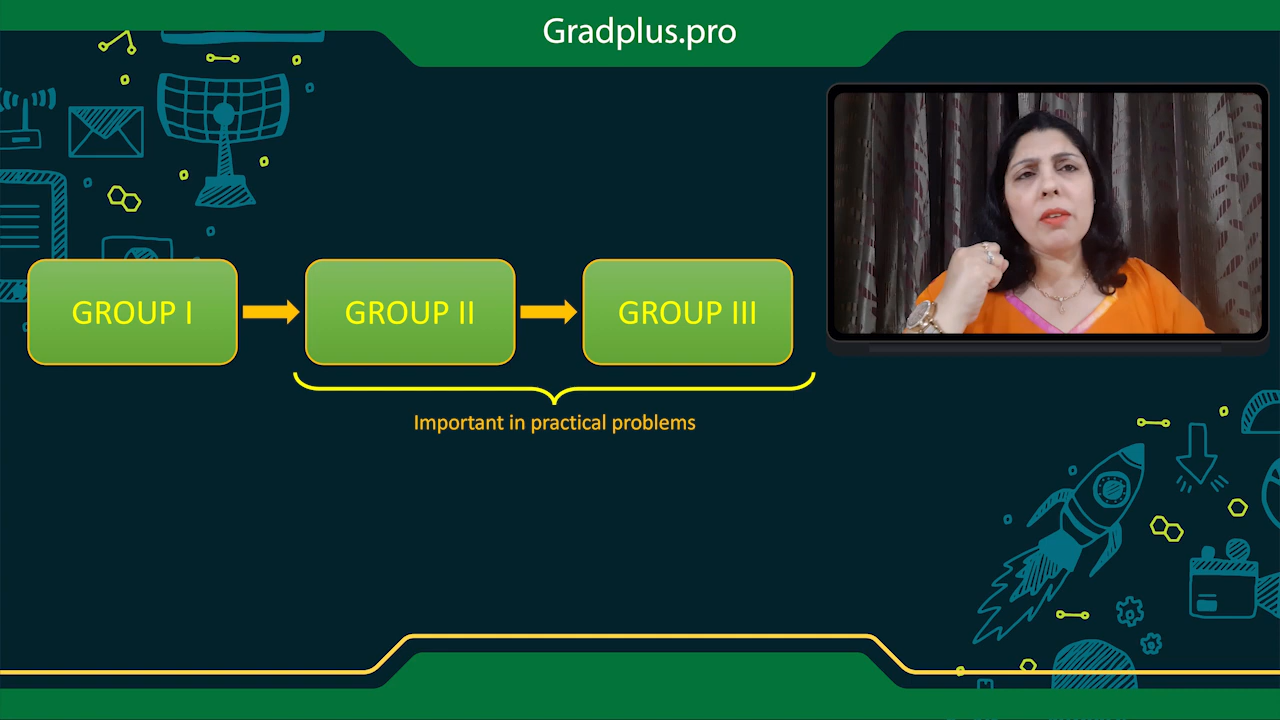 Gradplus.pro
GROUP I
GROUP II
GROUP III
Important in practical problems